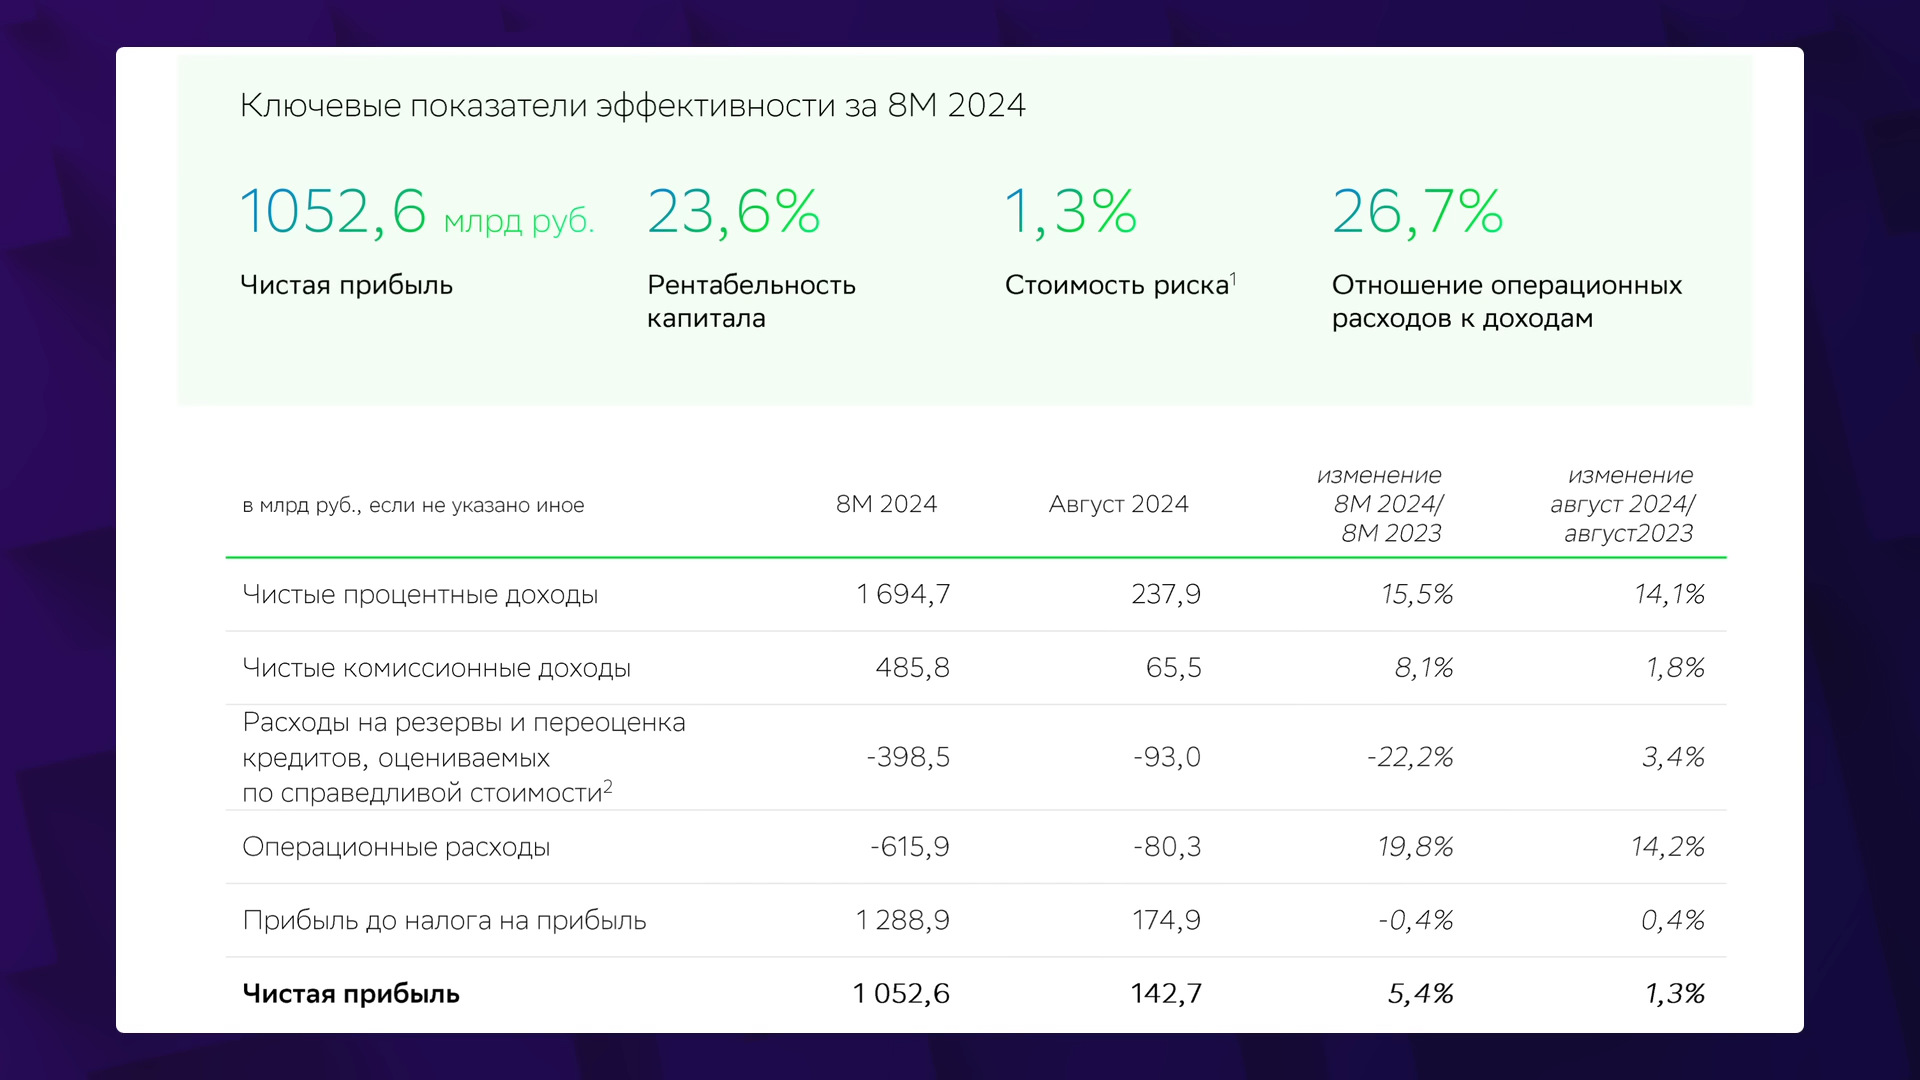 Ключевые показатели эффективности за 8М 2024
1052,6 млрд руб. 23,6% 1,3% 26,7%
Чистая прибыль Рентабельность Стоимость риска¹ Отношение операционных
капитала расходов к доходам
изменение изменение
в млрд руб., если не указано иное 8М 2024 Август 2024 8М 2024/ август 2024/
8М 2023 август2023
Чистые процентные доходы 1 694,7 237,9 15,5% 14,1%
Чистые комиссионные доходы 485,8 65,5 8,1% 1,8%
Расходы на резервы и переоценка
кредитов, оцениваемых -398,5 -93,0 -22,2% 3,4%
по справедливой стоимости²
Операционные расходы -615,9 -80,3 19,8% 14,2%
Прибыль до налога на прибыль 1 288,9 174,9 -0,4% 0,4%
Чистая прибыль 1 052,6 142,7 5,4% 1,3%